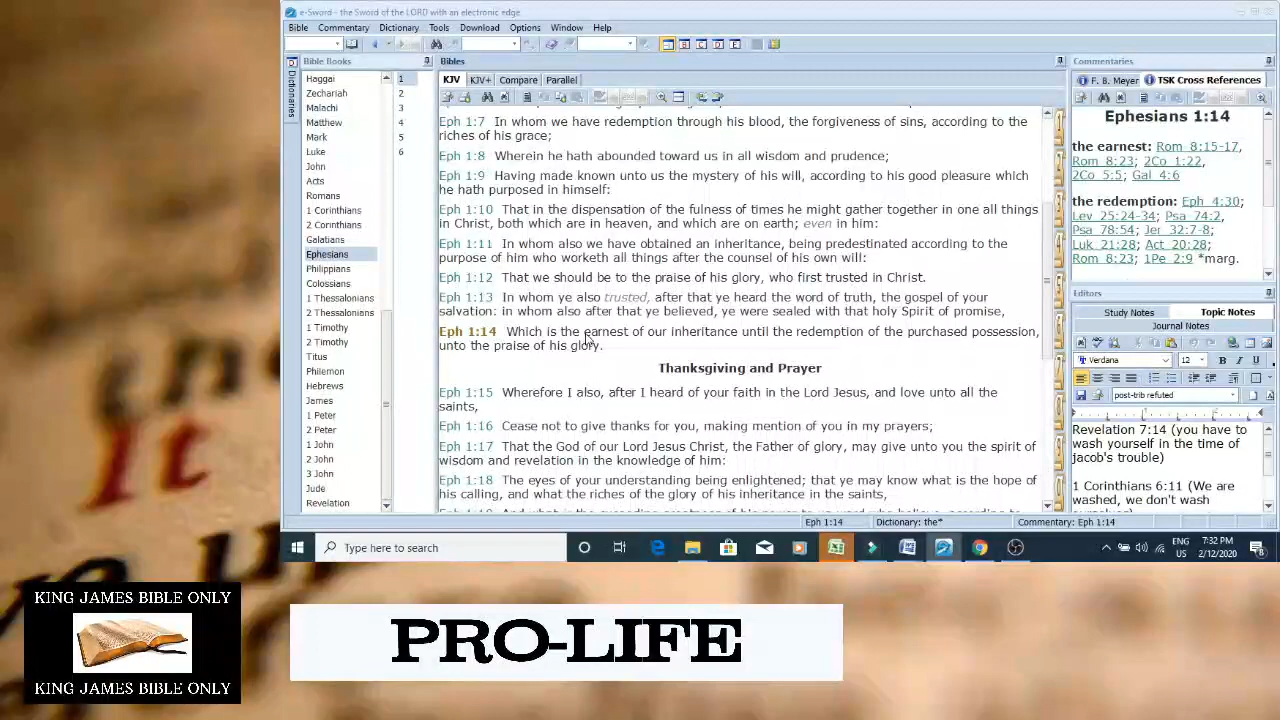 e-Sword - the Sword of the LORD with an electronic edge
Bible Commentary Dictionary Tools Download Options Window Help
Bible Books
Haggai
Zechariah
Malachi
Matthew
Mark
Luke
John
Acts
Romans
1 Corinthians
2 Corinthians
Galatians
Ephesians
Philippians
Colossians
1 Thessalonians
2 Thessalonians
1 Timothy
2 Timothy
Titus
Philemon
Hebrews
James
1 Peter
2 Peter
1 John
2 John
3 John
Jude
Revelation
1
2
3
4
5
6
Dictionaries
Bibles
KJV KJV+ Compare Parallel
Eph 1:7 In whom we have redemption through his blood, the forgiveness of sins, according to the
riches of his grace;
Eph 1:8 Wherein he hath abounded toward us in all wisdom and prudence;
Eph 1:9 Having made known unto us the mystery of his will, according to his good pleasure which
he hath purposed in himself:
Eph 1:10 That in the dispensation of the fulness of times he might gather together in one all things
in Christ, both which are in heaven, and which are on earth; even in him:
Eph 1:11 In whom also we have obtained an inheritance, being predestinated according to the
purpose of him who worketh all things after the counsel of his own will:
Eph 1:12 That we should be to the praise of his glory, who first trusted in Christ.
Eph 1:13 In whom ye also trusted, after that ye heard the word of truth, the gospel of your
salvation: in whom also after that ye believed, ye were sealed with that holy Spirit of promise,
Eph 1:14 Which is the earnest of our inheritance until the redemption of the purchased possession,
unto the praise of his glory.
Thanksgiving and Prayer
Eph 1:15 Wherefore I also, after I heard of your faith in the Lord Jesus, and love unto all the
saints,
Eph 1:16 Cease not to give thanks for you, making mention of you in my prayers;
Eph 1:17 That the God of our Lord Jesus Christ, the Father of glory, may give unto you the spirit of
wisdom and revelation in the knowledge of him:
Eph 1:18 The eyes of your understanding being enlightened; that ye may know what is the hope of
his calling, and what the riches of the glory of his inheritance in the saints,
Commentaries
F. B. Meyer TSK Cross References
Ephesians 1:14
the earnest: Rom 8:15-17,
Rom 8:23; 2Co 1:22,
2Co 5:5; Gal 4:6
the redemption: Eph 4:30;
Lev 25:24-34; Psa 74:2,
Psa 78:54; Jer 32:7-8;
Luk 21:28; Act 20:28;
Rom 8:23; 1Pe 2:9 *marg.
Editors
Study Notes Topic Notes
Journal Notes
Verdana 12 B I U
post-trib refuted
Revelation 7:14 (you have to
wash yourself in the time of
jacob's trouble)
1 Corinthians 6:11 (We are
washed, we don't wash
Eph 1:14 Dictionary: the* Commentary: Eph 1:14
Type here to search
ENG
US
7:32 PM
2/12/2020
8
It
KING JAMES BIBLE ONLY
KING JAMES BIBLE ONLY
PRO-LIFE